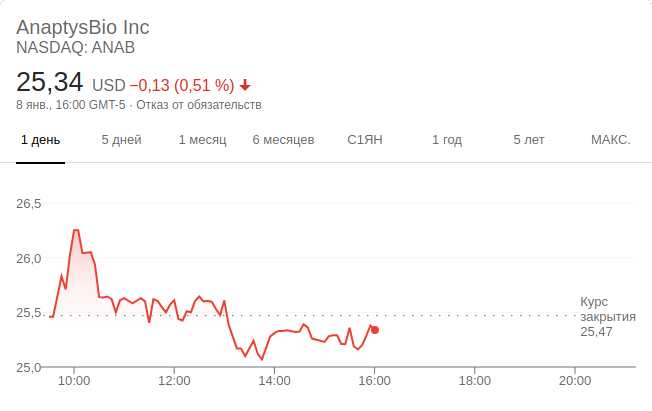 AnaptysBio Inc
NASDAQ: ANAB
25,34 USD −0,13 (0,51 %)
8 янв., 16:00 GMT-5 · Отказ от обязательств
1 день 5 дней 1 месяц 6 месяцев С1ЯН 1 год 5 лет МАКС.
26,5
26,0
25,5
25,0
Курс
закрытия
25,47
10:00 12:00 14:00 16:00 18:00 20:00